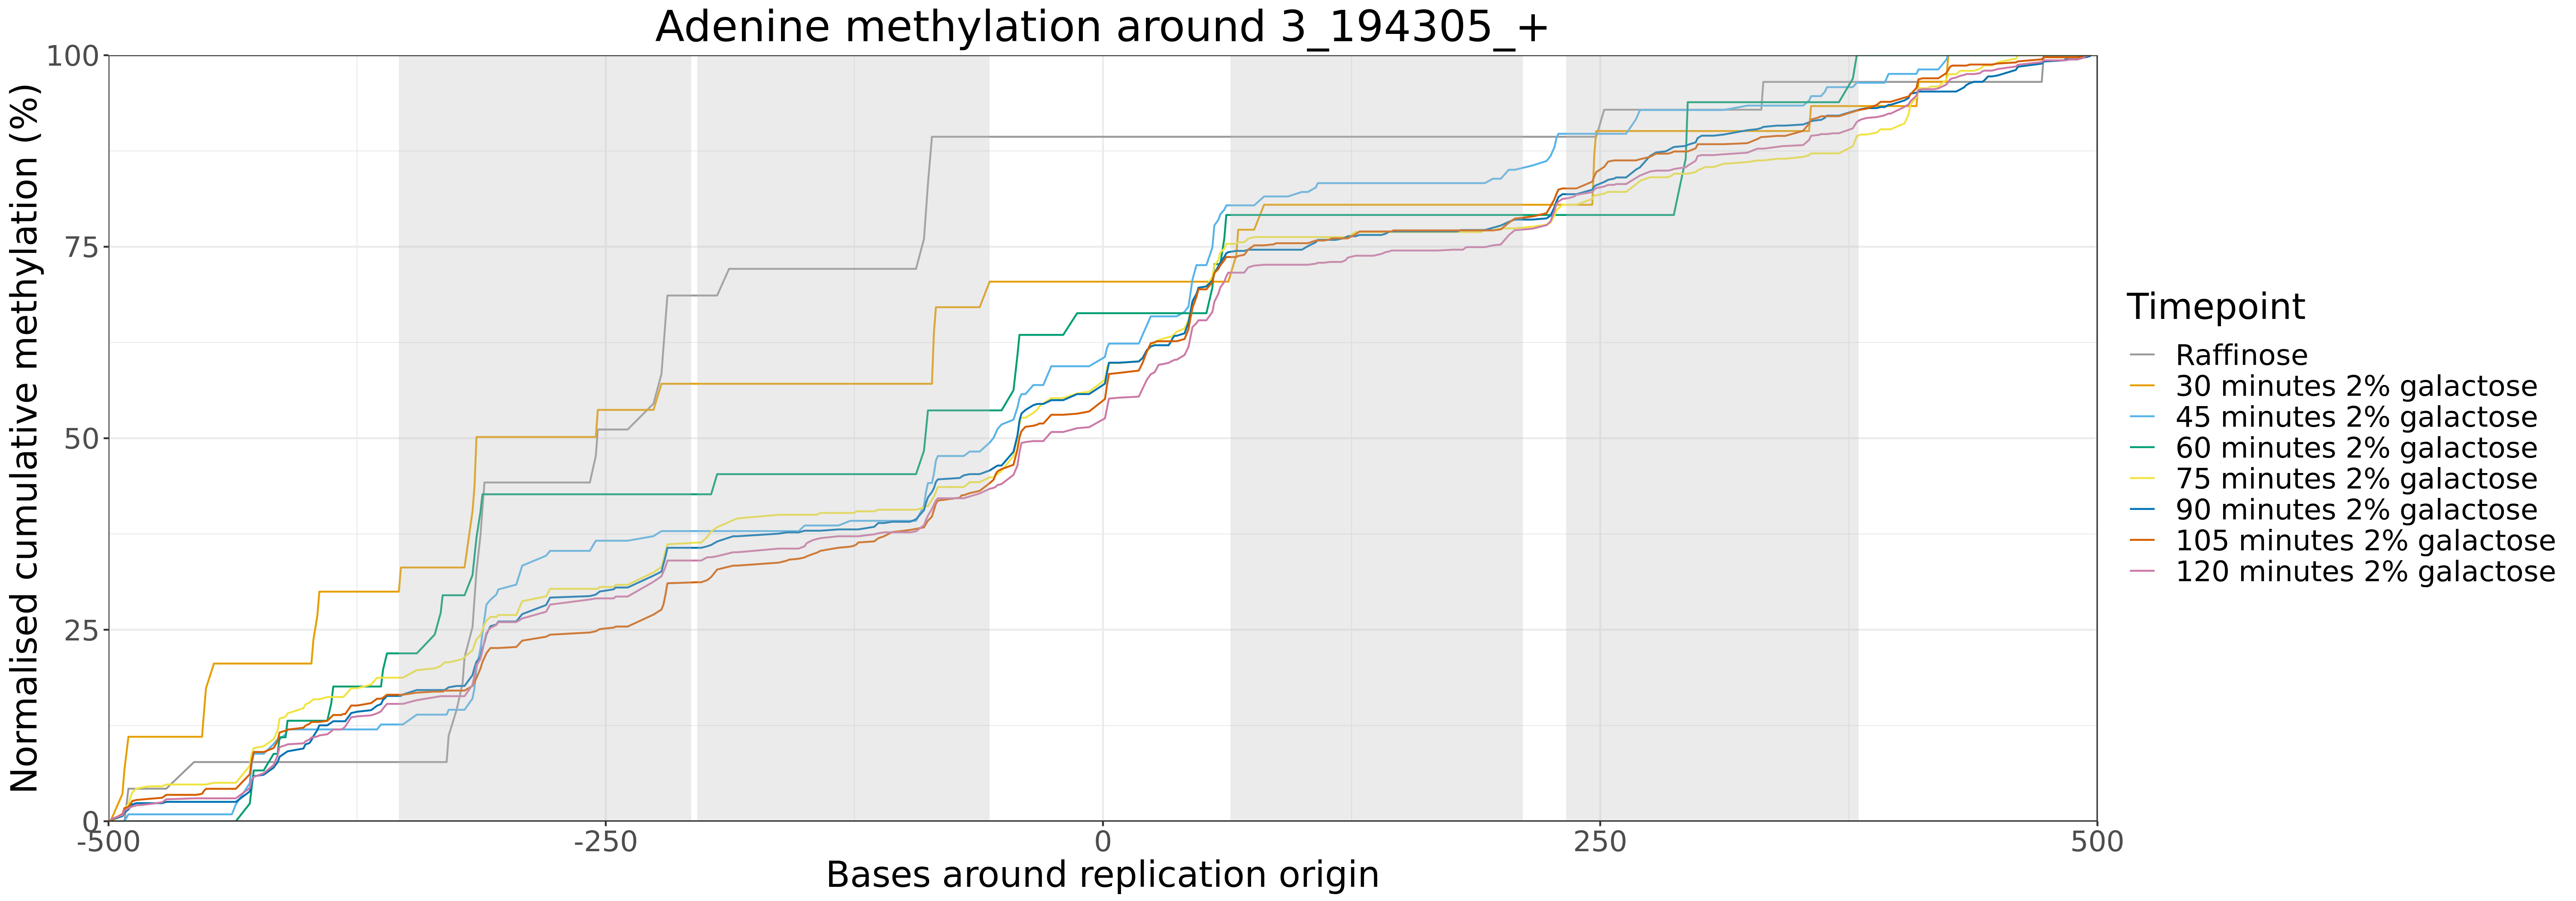 Adenine methylation around 3_194305_+
Normalised cumulative methylation (%)
100
75
50
25
0
-500
-250
0
250
500
Bases around replication origin
Timepoint
Raffinose
30 minutes 2% galactose
45 minutes 2% galactose
60 minutes 2% galactose
75 minutes 2% galactose
90 minutes 2% galactose
105 minutes 2% galactose
120 minutes 2% galactose